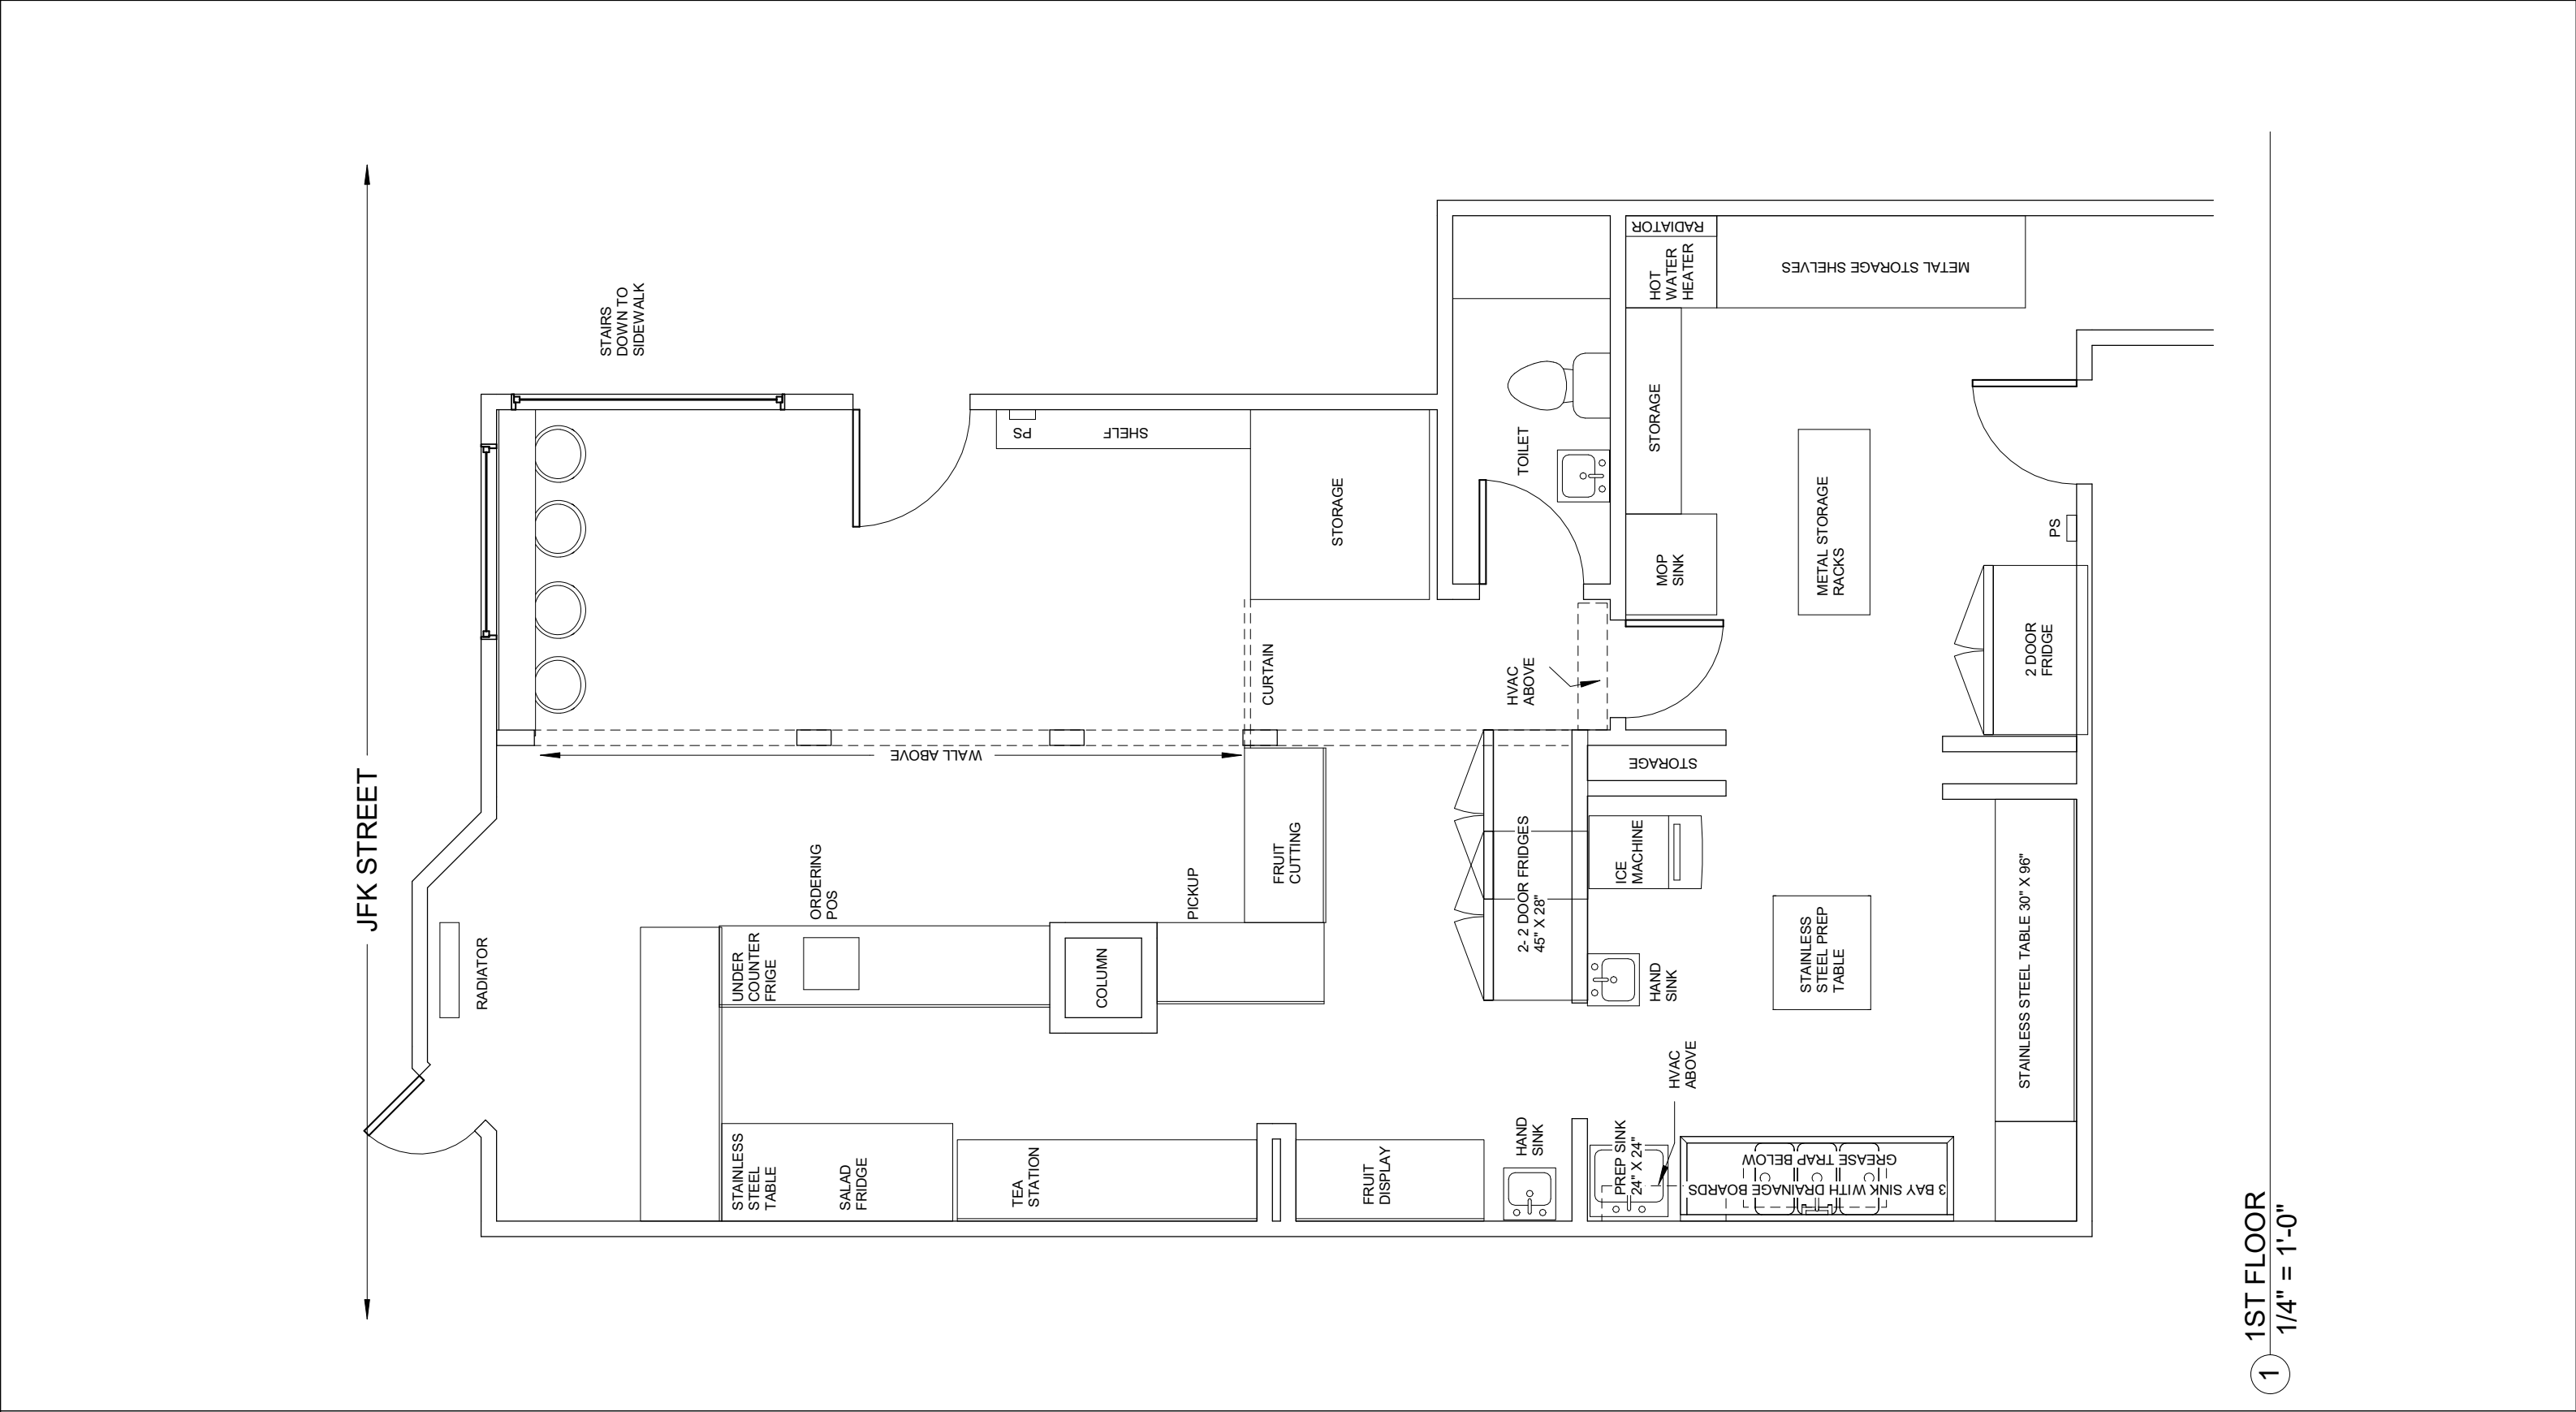 JFK STREET
STAIRS
DOWN TO
SIDEWALK
RADIATOR
PS
SHELF
STORAGE
CURTAIN
WALL ABOVE
ORDERING
POS
UNDER
COUNTER
FRIGE
COLUMN
PICKUP
FRUIT
CUTTING
STAINLESS
STEEL
TABLE
SALAD
FRIDGE
TEA
STATION
FRUIT
DISPLAY
HAND
SINK
TOILET
HVAC
ABOVE
2- 2 DOOR FRIDGES
45" X 28"
RADIATOR
HOT
WATER
HEATER
METAL STORAGE SHELVES
STORAGE
MOP
SINK
METAL STORAGE
RACKS
PS
2 DOOR
FRIDGE
STORAGE
ICE
MACHINE
HAND
SINK
STAINLESS
STEEL PREP
TABLE
STAINLESS STEEL TABLE 30" X 96"
HVAC
ABOVE
PREP SINK
24" X 24"
GREASE TRAP BELOW
3 BAY SINK WITH DRAINAGE BOARDS
1
1ST FLOOR
1/4" = 1'-0"